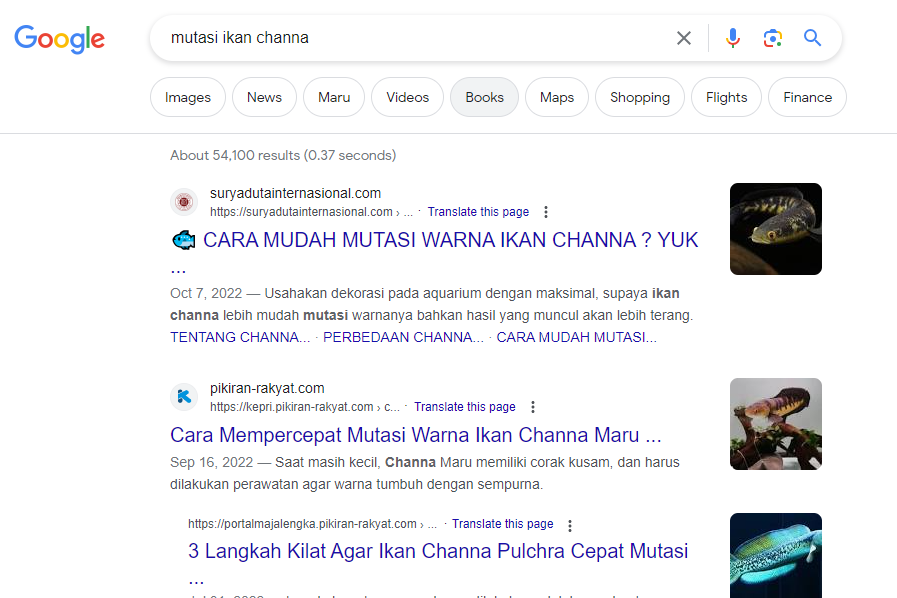 Google
mutasi ikan channa
Images
News
Maru
Videos
Books
Maps
Shopping
Flights
Finance
About 54,100 results (0.37 seconds)
suryadutainternasional.com
https://suryadutainternasional.com › ... · Translate this page
CARA MUDAH MUTASI WARNA IKAN CHANNA ? YUK
...
Oct 7, 2022 — Usahakan dekorasi pada aquarium dengan maksimal, supaya ikan
channa lebih mudah mutasi warnanya bahkan hasil yang muncul akan lebih terang.
TENTANG CHANNA... · PERBEDAAN CHANNA... · CARA MUDAH MUTASI...
pikiran-rakyat.com
https://kepri.pikiran-rakyat.com › c... · Translate this page
Cara Mempercepat Mutasi Warna Ikan Channa Maru ...
Sep 16, 2022 — Saat masih kecil, Channa Maru memiliki corak kusam, dan harus
dilakukan perawatan agar warna tumbuh dengan sempurna.
https://portalmajalengka.pikiran-rakyat.com › ... · Translate this page
3 Langkah Kilat Agar Ikan Channa Pulchra Cepat Mutasi
...